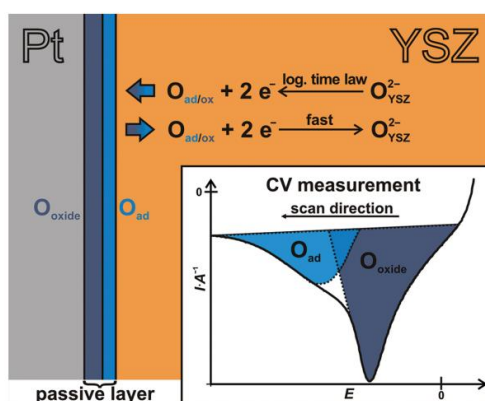 Pt
YSZ
O_ad/ox + 2 e⁻ log. time law O²⁻_YSZ
O_ad/ox + 2 e⁻ fast O²⁻_YSZ
O_oxide O_ad
CV measurement
scan direction
0
O_ad O_oxide
I·A⁻¹
E 0
passive layer